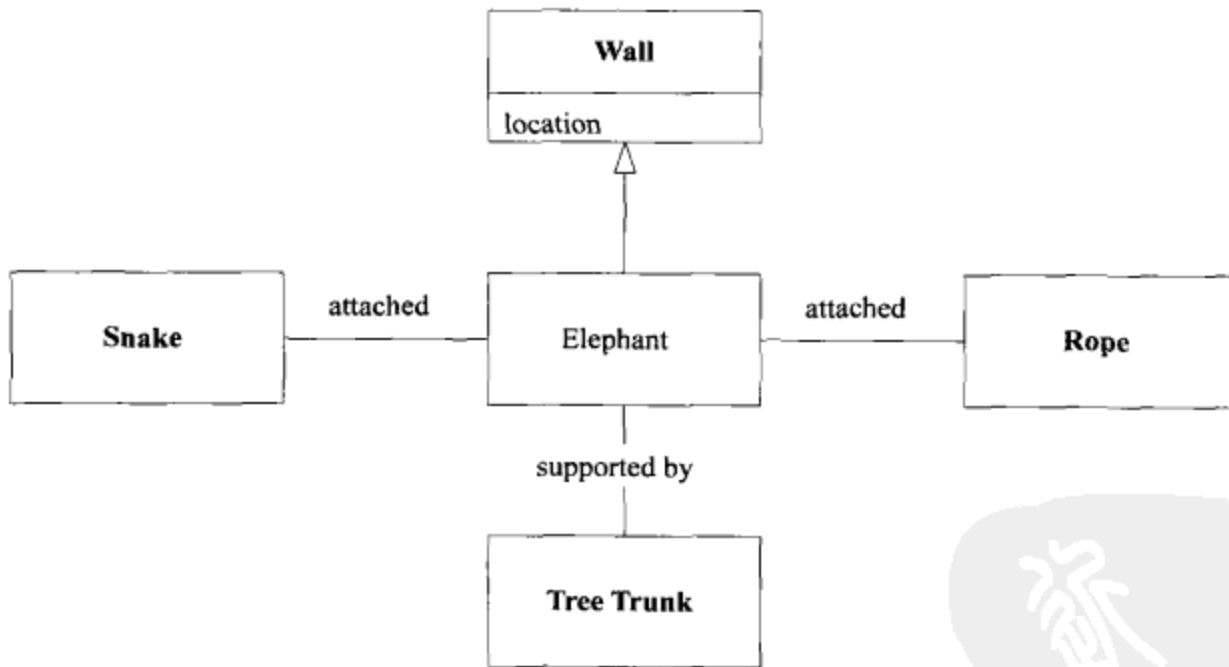 Wall
location
Snake
attached
Elephant
attached
Rope
supported by
Tree Trunk